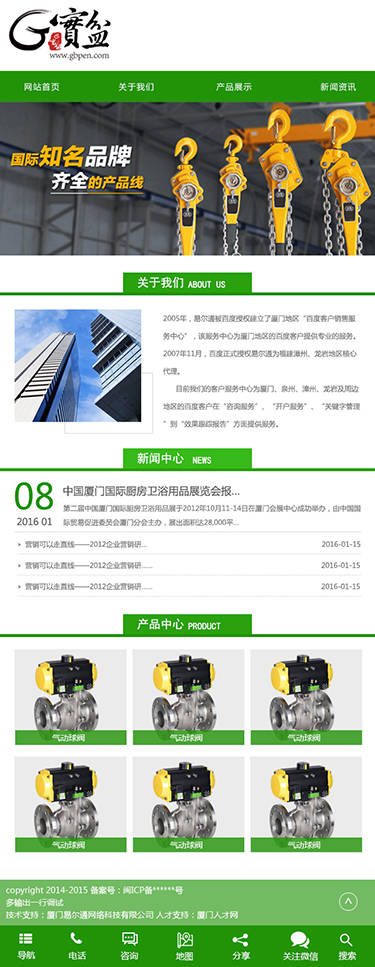 G 寶盆
www.gbpen.com
网站首页 关于我们 产品展示 新闻资讯
国际知名品牌
齐全的产品线
关于我们 ABOUT US
2005年，易尔通被百度授权建立了厦门地区“百度客户销售服
务中心”，该服务中心为厦门地区的百度客户提供专业的服务。
2007年11月，百度正式授权易尔通为福建漳州、龙岩地区核心
代理。
目前我们的客户服务中心为厦门、泉州、漳州、龙岩及周边
地区的百度客户在“咨询服务”、“开户服务”、“关键字管理
”到“效果跟踪报告”方面提供服务。
新闻中心 NEWS
08
2016 01
中国厦门国际厨房卫浴用品展览会报...
第二届中国厦门国际厨房卫浴用品展于2012年10月11-14日在厦门会展中心成功举办，由中国国
际贸易促进委员会厦门分会主办，展出面积达28,000平...
营销可以走直线——2012企业营销研... 2016-01-15
营销可以走直线——2012企业营销研...... 2016-01-15
营销可以走直线——2012企业营销研...... 2016-01-15
产品中心 PRODUCT
气动球阀 气动球阀 气动球阀
气动球阀 气动球阀 气动球阀
copyright 2014-2015 备案号：闽ICP备******号
多输出一行调试
技术支持：厦门易尔通网络科技有限公司 人才支持：厦门人才网
导航 电话 咨询 地图 分享 关注微信 搜索